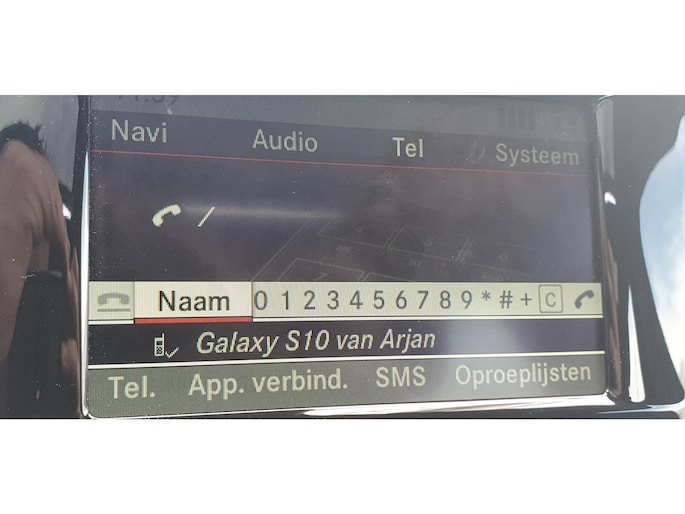 Navi Audio Tel Systeem
/
Naam 0 1 2 3 4 5 6 7 8 9 * # + C
Galaxy S10 van Arjan
Tel. App. verbind. SMS Oproeplijsten